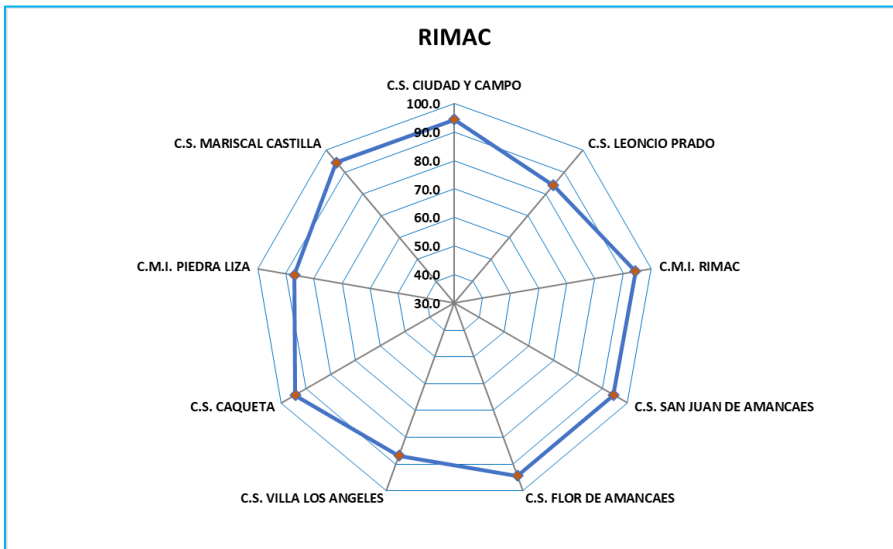 RIMAC
C.S. CIUDAD Y CAMPO
100.0
C.S. MARISCAL CASTILLA
C.S. LEONCIO PRADO
90.0
80.0
70.0
60.0
C.M.I. PIEDRA LIZA
C.M.I. RIMAC
50.0
40.0
30.0
C.S. CAQUETA
C.S. SAN JUAN DE AMANCAES
C.S. VILLA LOS ANGELES
C.S. FLOR DE AMANCAES